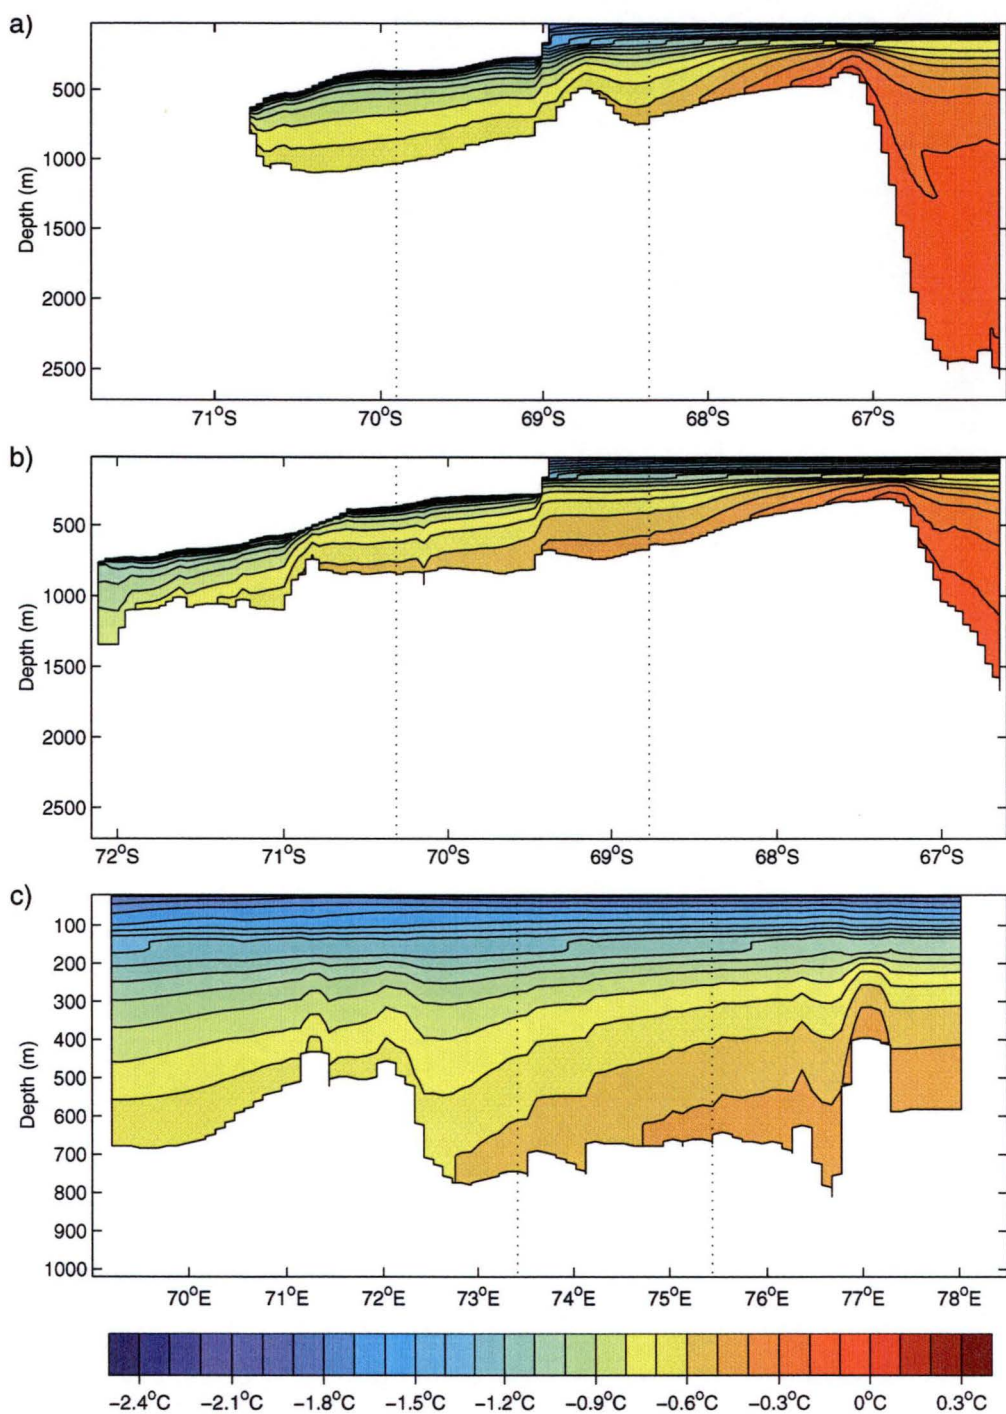 a)
500
1000
1500
2000
2500
Depth (m)
71°S
70°S
69°S
68°S
67°S
b)
500
1000
1500
2000
2500
Depth (m)
72°S
71°S
70°S
69°S
68°S
67°S
c)
100
200
300
400
500
600
700
800
900
1000
Depth (m)
70°E
71°E
72°E
73°E
74°E
75°E
76°E
77°E
78°E
−2.4°C
−2.1°C
−1.8°C
−1.5°C
−1.2°C
−0.9°C
−0.6°C
−0.3°C
0°C
0.3°C